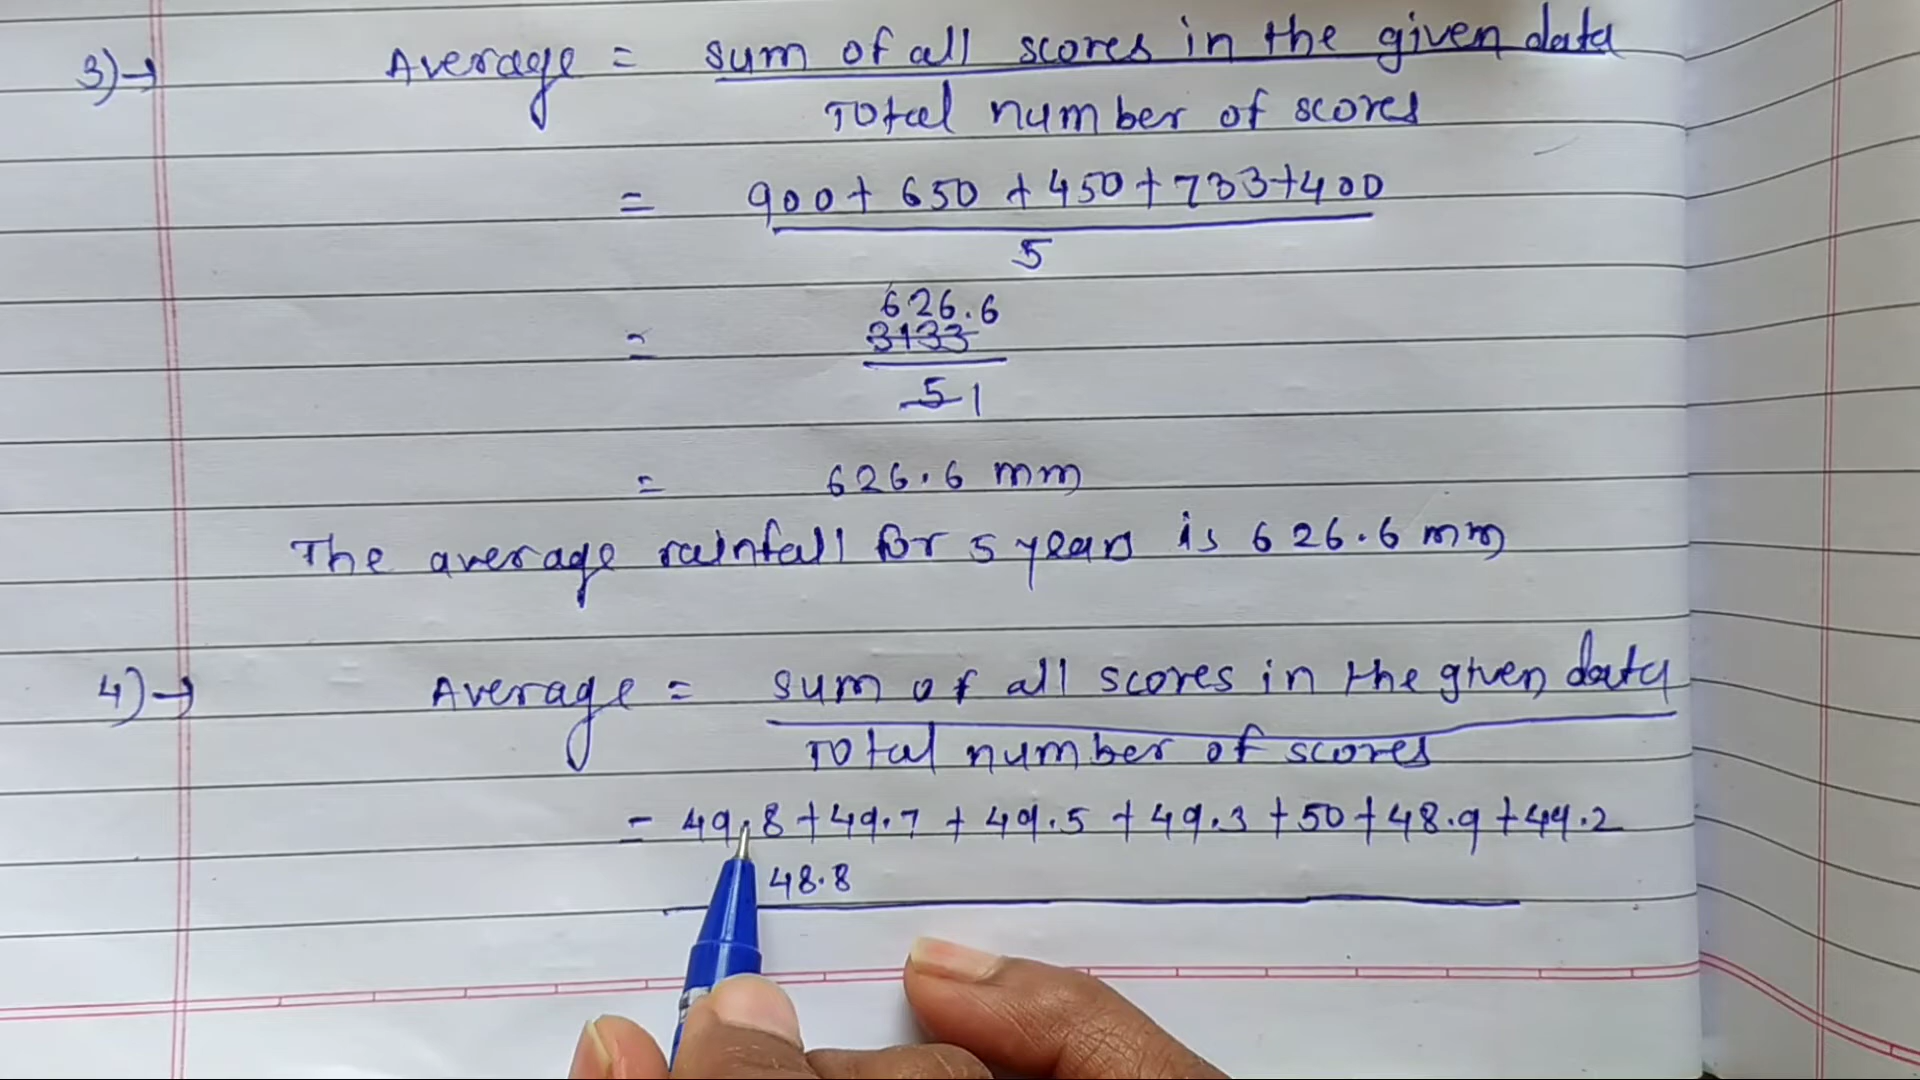 3)→ Average = sum of all scores in the given data
Total number of scores
= 900+ 650 + 450+733+400
5
626.6
= 3133
5 1
= 626.6 mm
The average rainfall for 5 years is 626.6 mm
4)→ Average = sum of all scores in the given data
Total number of scores
= 49.8+49.7 + 49.5 + 49.3 +50+48.9+49.2
48.8